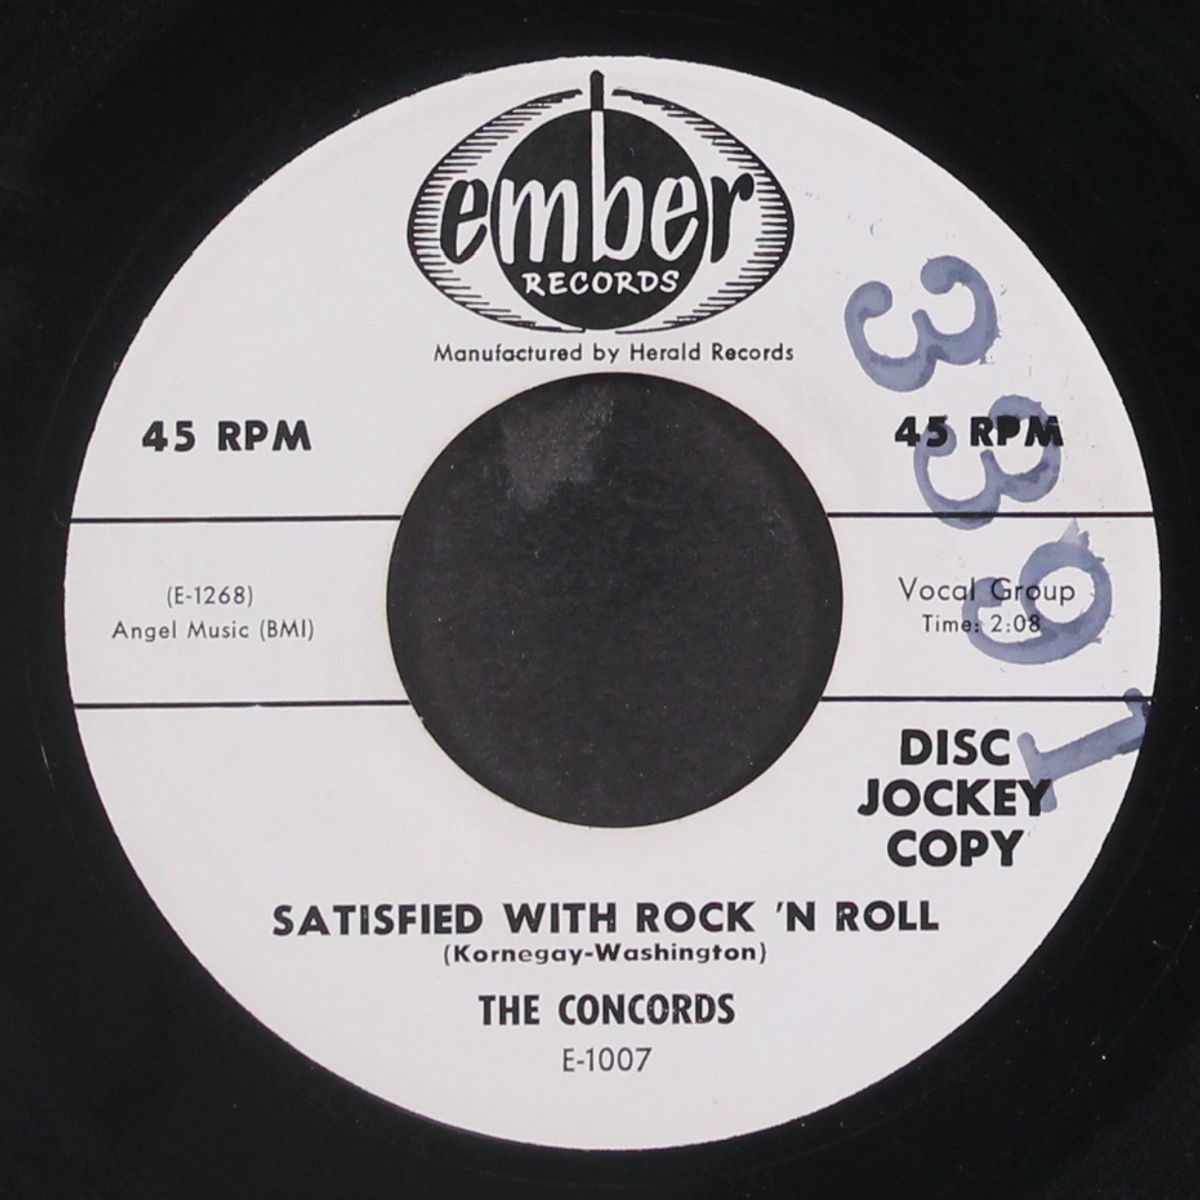 ember
RECORDS
Manufactured by Herald Records
45 RPM
45 RPM
(E-1268)
Angel Music (BMI)
Vocal Group
Time: 2:08
3391
DISC
JOCKEY
COPY
SATISFIED WITH ROCK 'N ROLL
(Kornegay-Washington)
THE CONCORDS
E-1007